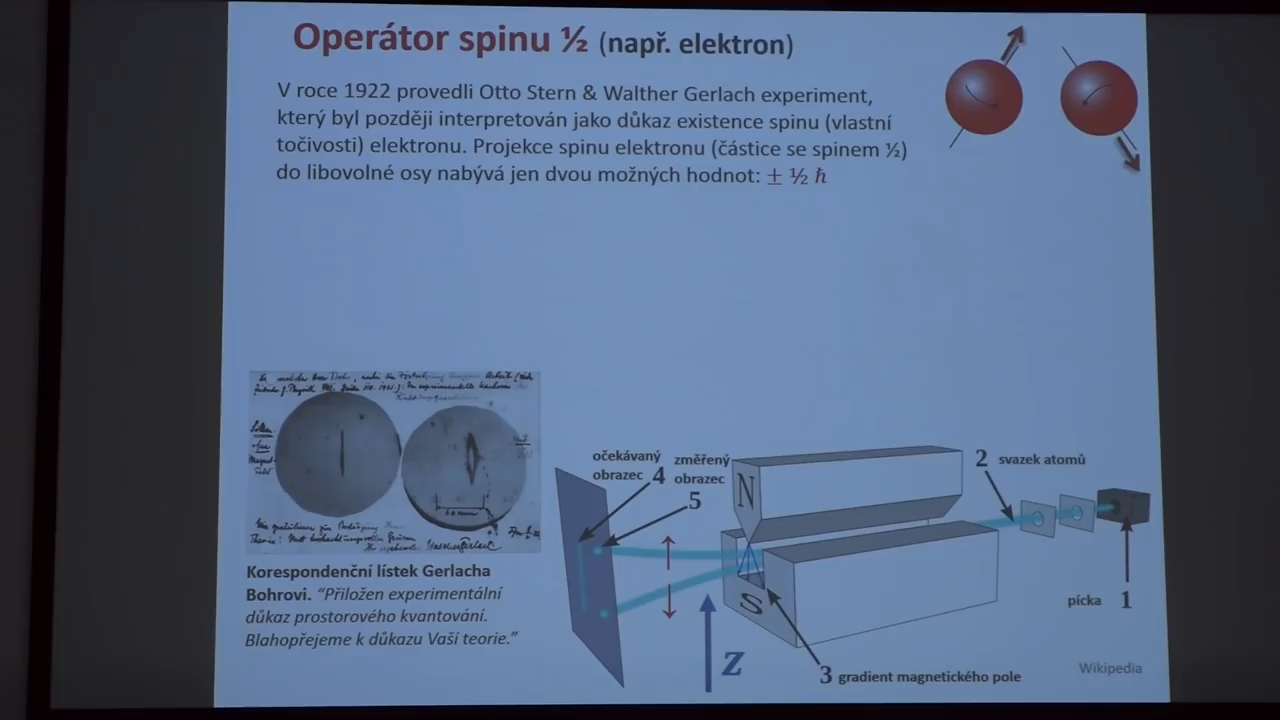 Operátor spinu ½ (např. elektron)
V roce 1922 provedli Otto Stern & Walther Gerlach experiment,
který byl později interpretován jako důkaz existence spinu (vlastní
točivosti) elektronu. Projekce spinu elektronu (částice se spinem ½)
do libovolné osy nabývá jen dvou možných hodnot: ± ½ ℏ
Korespondenční lístek Gerlacha
Bohrovi. “Přiložen experimentální
důkaz prostorového kvantování.
Blahopřejeme k důkazu Vaší teorie.”
očekávaný
obrazec 4
změřený
obrazec
5
N
S
2 svazek atomů
pícka 1
z
3 gradient magnetického pole
Wikipedia